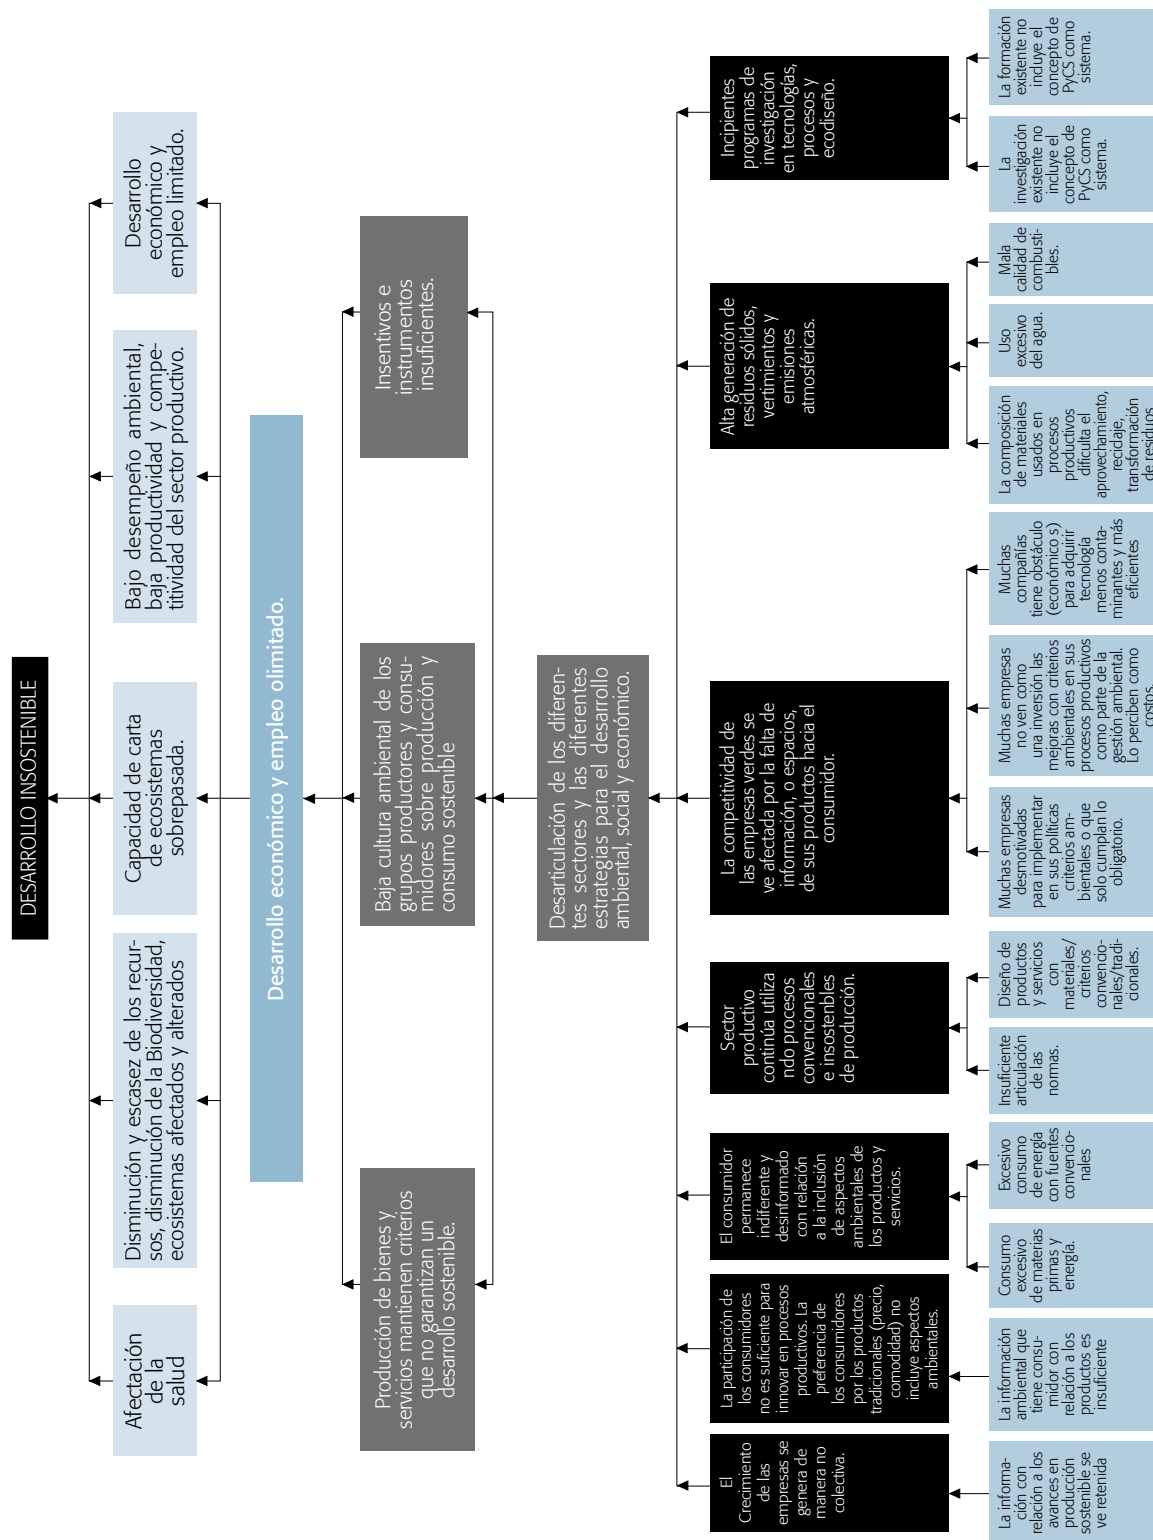 DESARROLLO INSOSTENIBLE
Afectación
de la
salud
Disminución y escasez de los recur-
sos, disminución de la Biodiversidad,
ecosistemas afectados y alterados
Capacidad de carta
de ecosistemas
sobrepasada.
Bajo desempeño ambiental,
baja productividad y compe-
titividad del sector productivo.
Desarrollo
económico y
empleo limitado.
Desarrollo económico y empleo olimitado.
Producción de bienes y
servicios mantienen criterios
que no garantizan un
desarrollo sostenible.
Baja cultura ambiental de los
grupos productores y consu-
midores sobre producción y
consumo sostenible
Insentivos e
instrumentos
insuficientes.
Desarticulación de los diferen-
tes sectores y las diferentes
estrategias para el desarrollo
ambiental, social y económico.
El
Crecimiento
de las
empresas se
genera de
manera no
colectiva.
La participación de
los consumidores
no es suficiente para
innovar en procesos
productivos. La
preferencia de
los consumidores
por los productos
tradicionales (precio,
comodidad) no
incluye aspectos
ambientales.
El consumidor
permanece
indiferente y
desinformado
con relación
a la inclusión
de aspectos
ambientales de
los productos y
servicios.
Sector
productivo
continúa utiliza
ndo procesos
convencionales
e insostenibles
de producción.
La competitividad de
las empresas verdes se
ve afectada por la falta de
información, o espacios,
de sus productos hacia el
consumidor.
Alta generación de
residuos sólidos,
vertimientos y
emisiones
atmosféricas.
Incipientes
programas de
investigación
en tecnologías,
procesos y
ecodiseño.
La informa-
ción con
relación a los
avances en
producción
sostenible se
ve retenida
La información
ambiental que
tiene consu-
midor con
relación a los
productos es
insuficiente
Consumo
excesivo
de materias
primas y
energía.
Excesivo
consumo
de energía
con fuentes
convencio-
nales
Insuficiente
articulación
de las
normas.
Diseño de
productos
y servicios
con
materiales/
criterios
convencio-
nales/tradi-
cionales.
Muchas empresas
desmotivadas
para implementar
en sus políticas
criterios am-
bientales o que
solo cumplan lo
obligatorio.
Muchas empresas
no ven como
una inversión las
mejoras con criterios
ambientales en sus
procesos productivos
como parte de la
gestión ambiental.
Lo perciben como
costos.
Muchas
compañías
tiene obstáculo
(económico s)
para adquirir
tecnología
menos conta-
minantes y más
eficientes
La composición
de materiales
usados en
procesos
productivos
dificulta el
aprovechamiento,
reciclaje,
transformación
de residuos
Uso
excesivo
del agua.
Mala
calidad de
combusti-
bles.
La
investigación
existente no
incluye el
concepto de
PyCS como
sistema.
La formación
existente no
incluye el
concepto de
PyCS como
sistema.